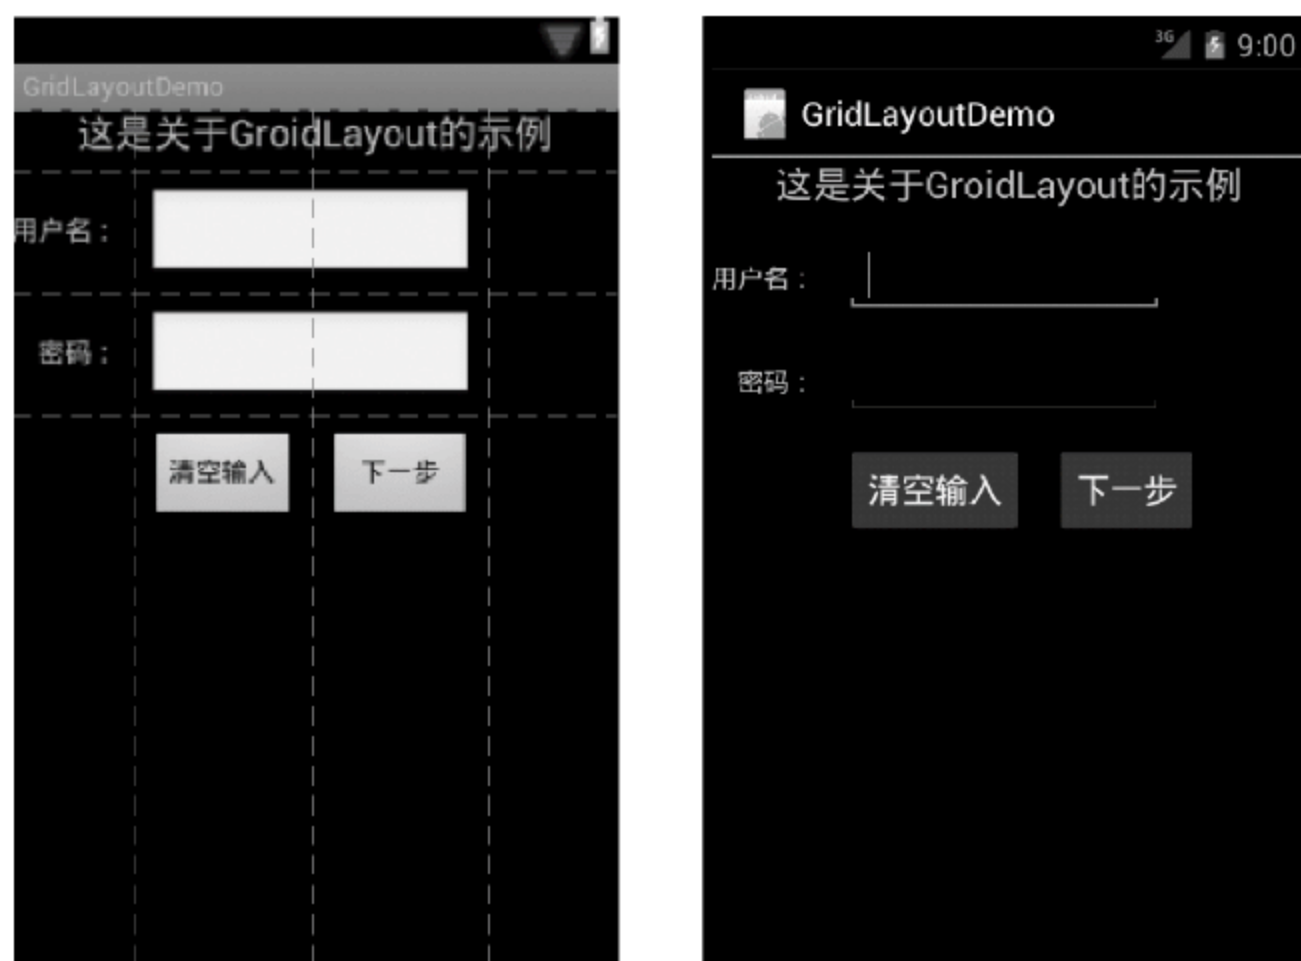 GridLayoutDemo
这是关于GroidLayout的示例
用户名：
密码：
清空输入 下一步
3G 9:00
GridLayoutDemo
这是关于GroidLayout的示例
用户名：
密码：
清空输入 下一步